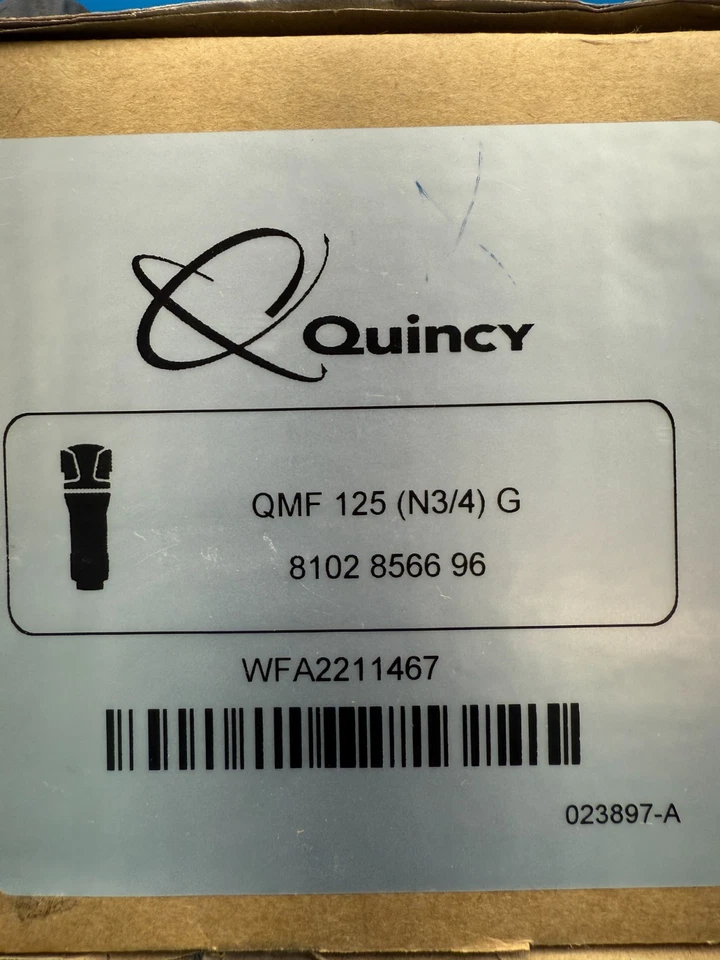 Quincy
QMF 125 (N3/4) G
8102 8566 96
WFA2211467
023897-A